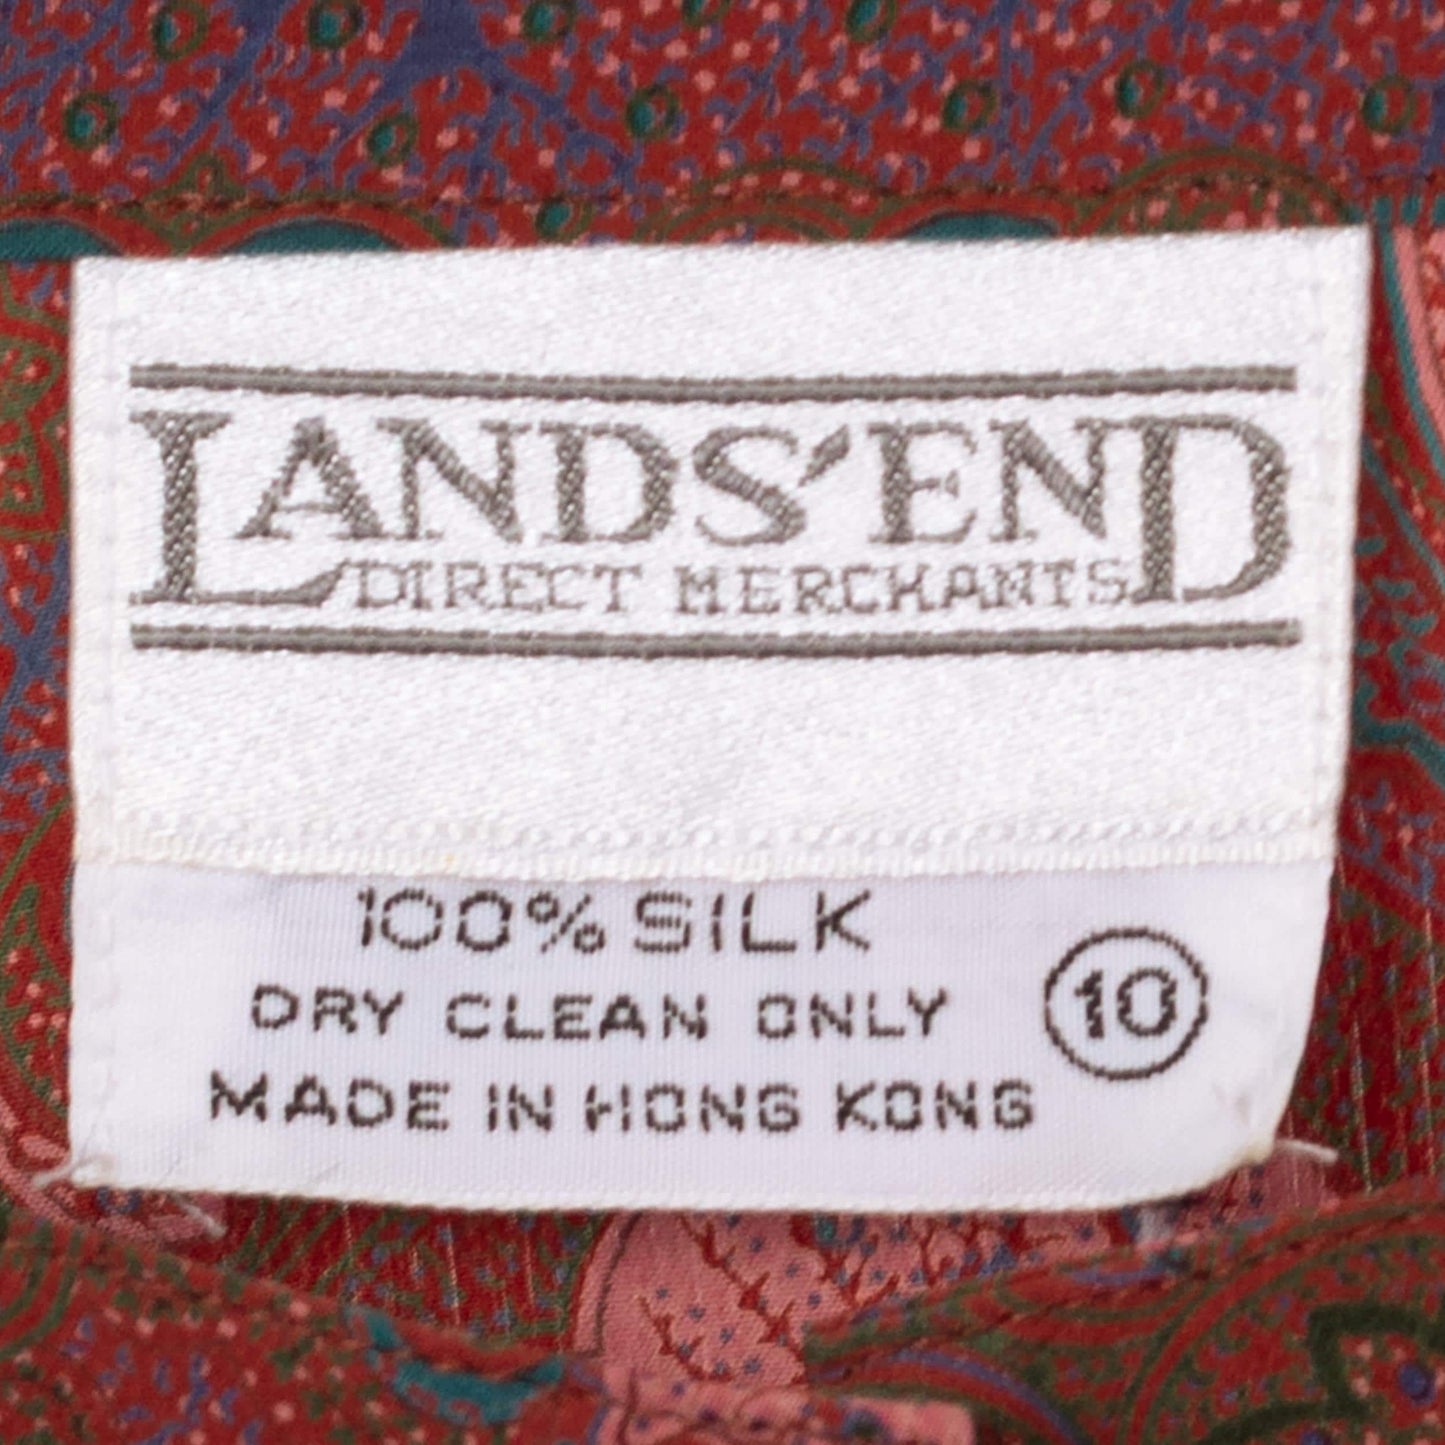 LANDS' END
DIRECT MERCHANTS
100% SILK
DRY CLEAN ONLY
10
MADE IN HONG KONG